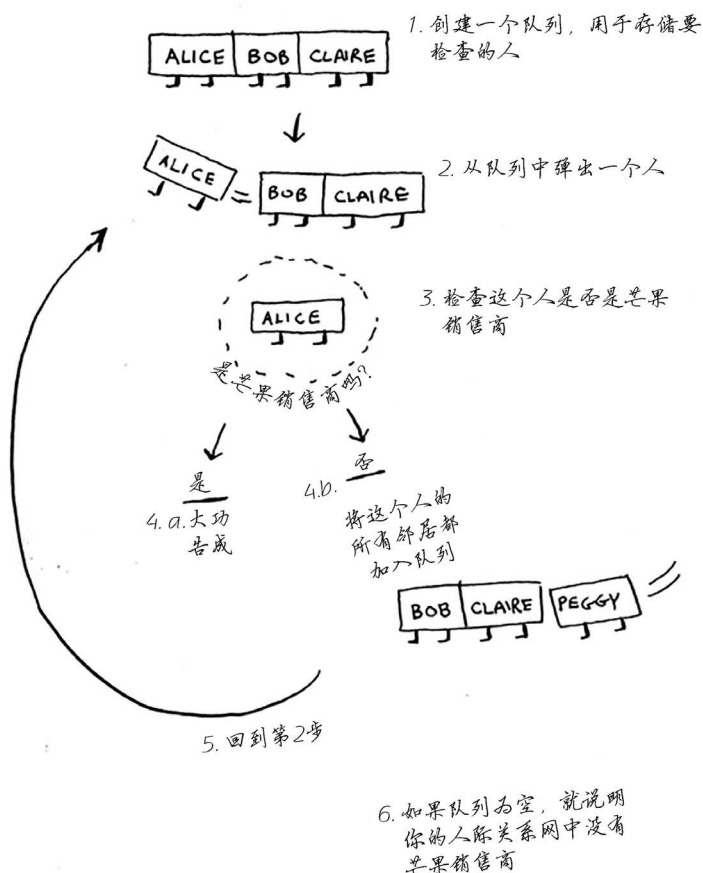 ALICE BOB CLAIRE
1. 创建一个队列，用于存储要
检查的人
ALICE
BOB CLAIRE
2. 从队列中弹出一个人
ALICE
是芒果销售商吗？
3. 检查这个人是否是芒果
销售商
是
4.a.大功
告成
否
4.b.
将这个人的
所有邻居都
加入队列
BOB CLAIRE PEGGY
5. 回到第2步
6. 如果队列为空，就说明
你的人际关系网中没有
芒果销售商